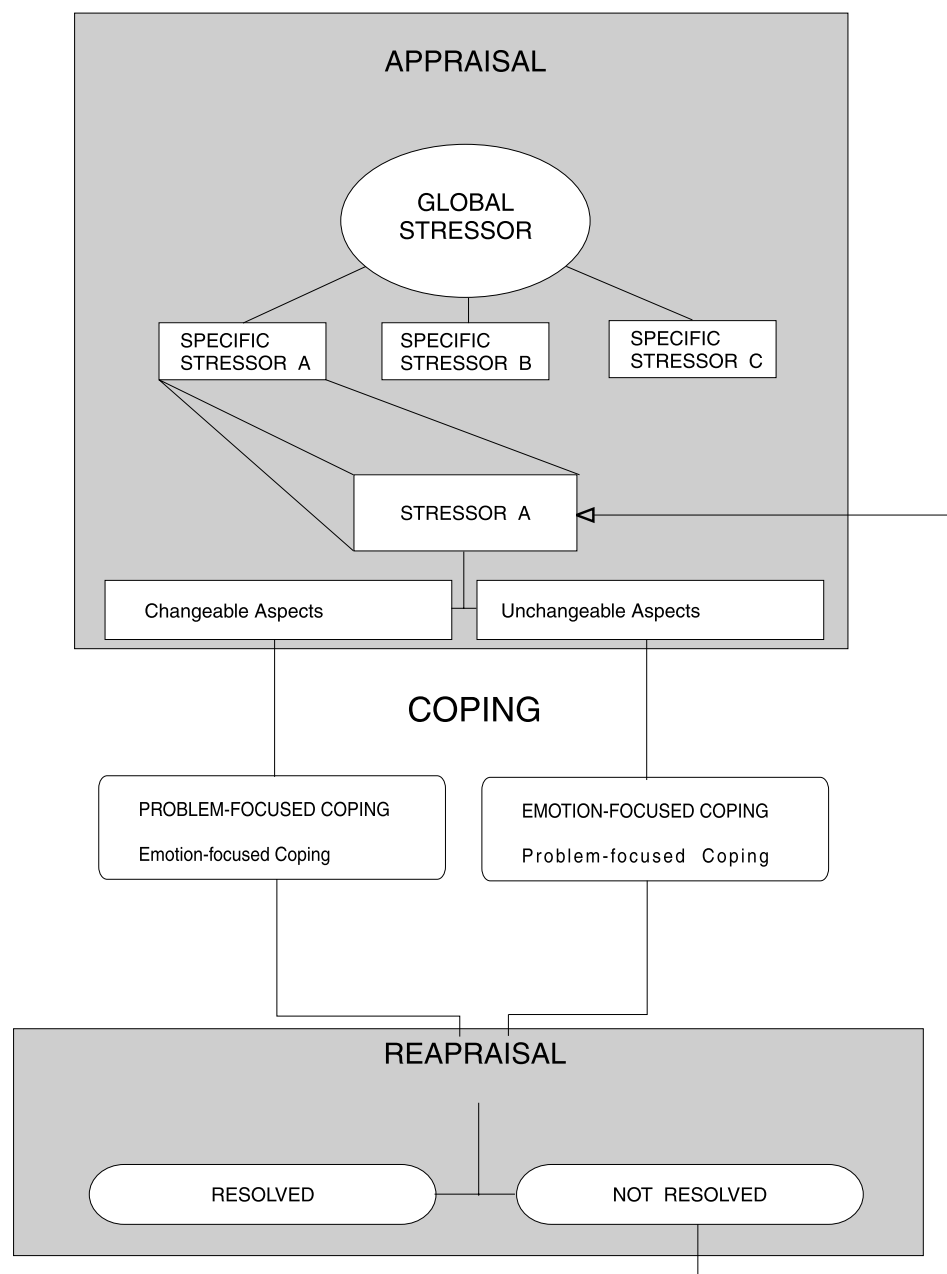 APPRAISAL
GLOBAL
STRESSOR
SPECIFIC
STRESSOR A
SPECIFIC
STRESSOR B
SPECIFIC
STRESSOR C
STRESSOR A
Changeable Aspects
Unchangeable Aspects
COPING
PROBLEM-FOCUSED COPING
Emotion-focused Coping
EMOTION-FOCUSED COPING
Problem-focused Coping
REAPRAISAL
RESOLVED
NOT RESOLVED